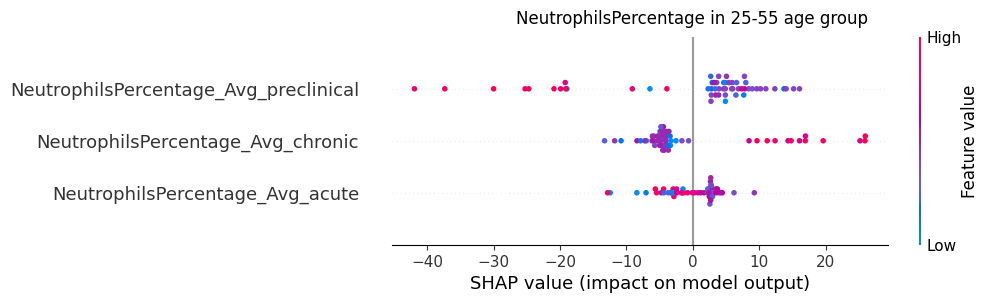 NeutrophilsPercentage in 25-55 age group
High
NeutrophilsPercentage_Avg_preclinical
NeutrophilsPercentage_Avg_chronic
NeutrophilsPercentage_Avg_acute
Feature value
Low
−40 −30 −20 −10 0 10 20
SHAP value (impact on model output)